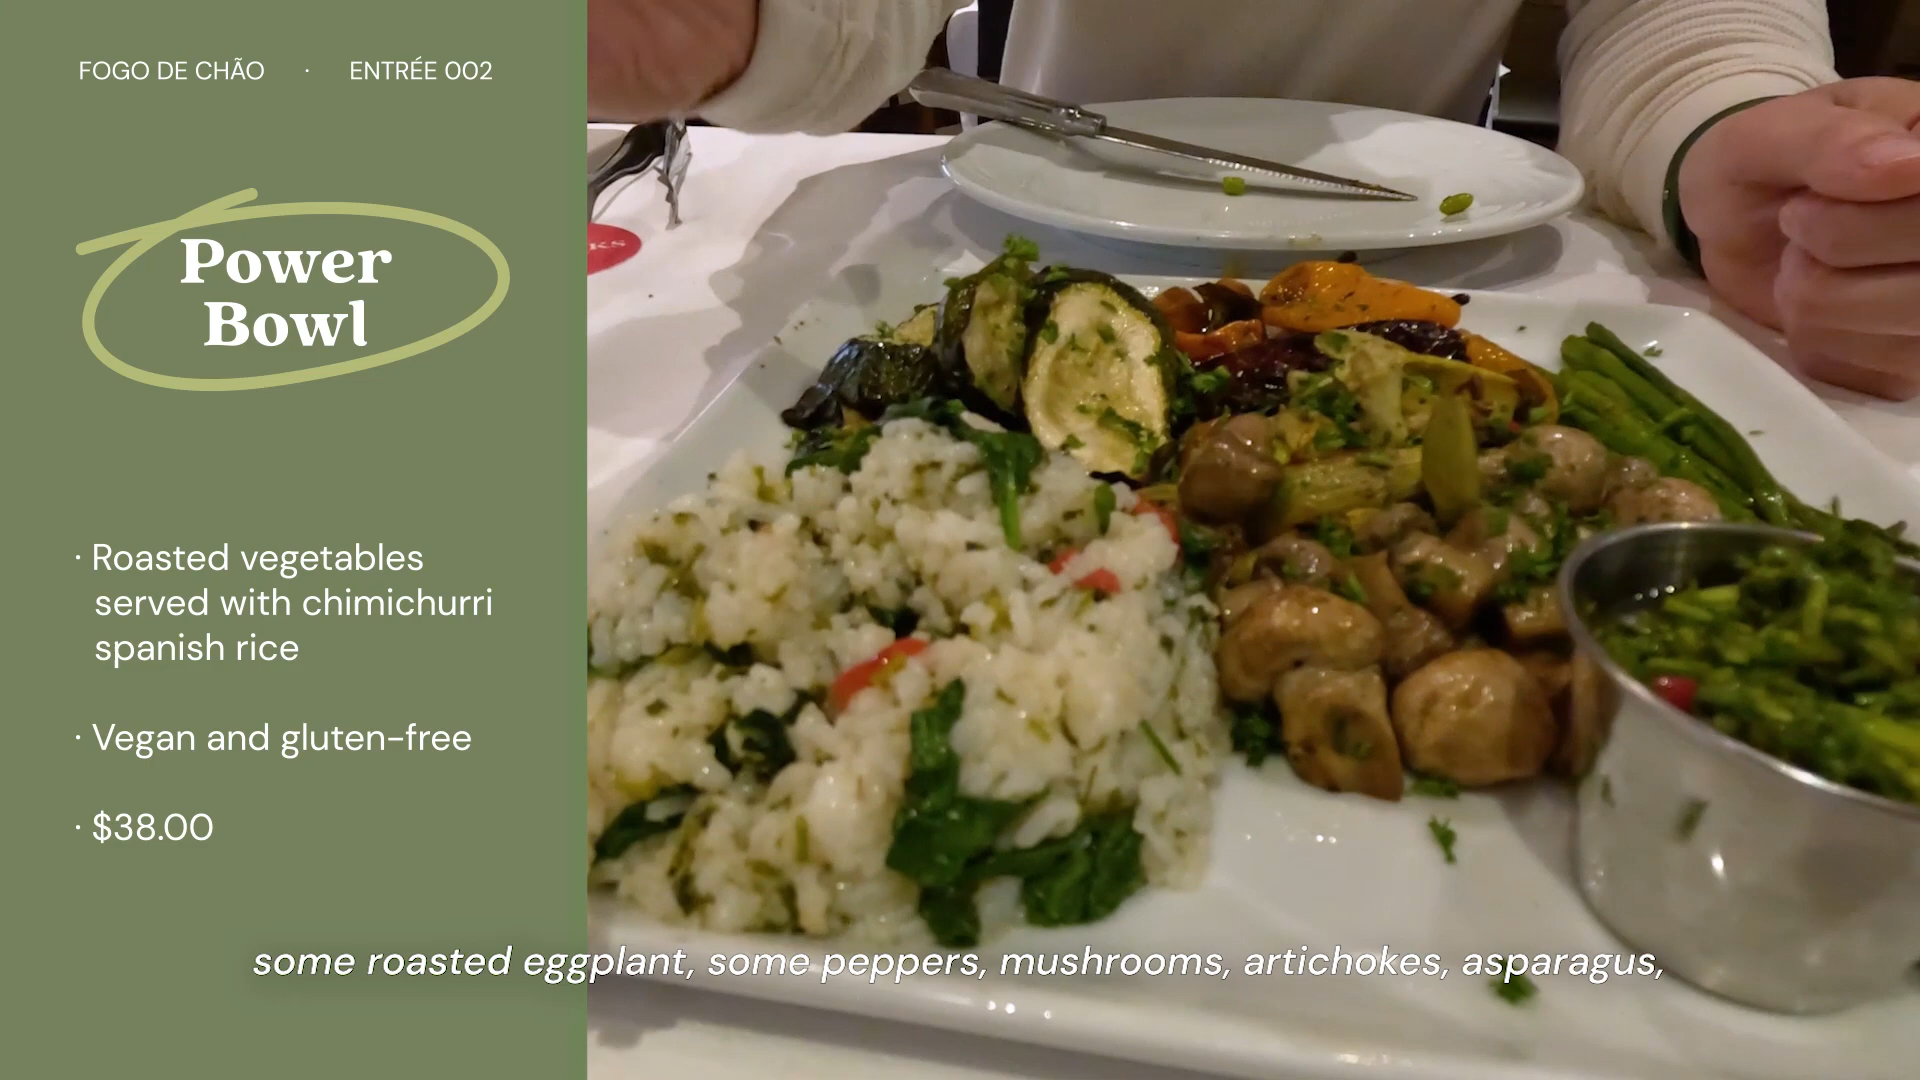 FOGO DE CHÃO · ENTRÉE 002
Power
Bowl
· Roasted vegetables
served with chimichurri
spanish rice
· Vegan and gluten-free
· $38.00
some roasted eggplant, some peppers, mushrooms, artichokes, asparagus,